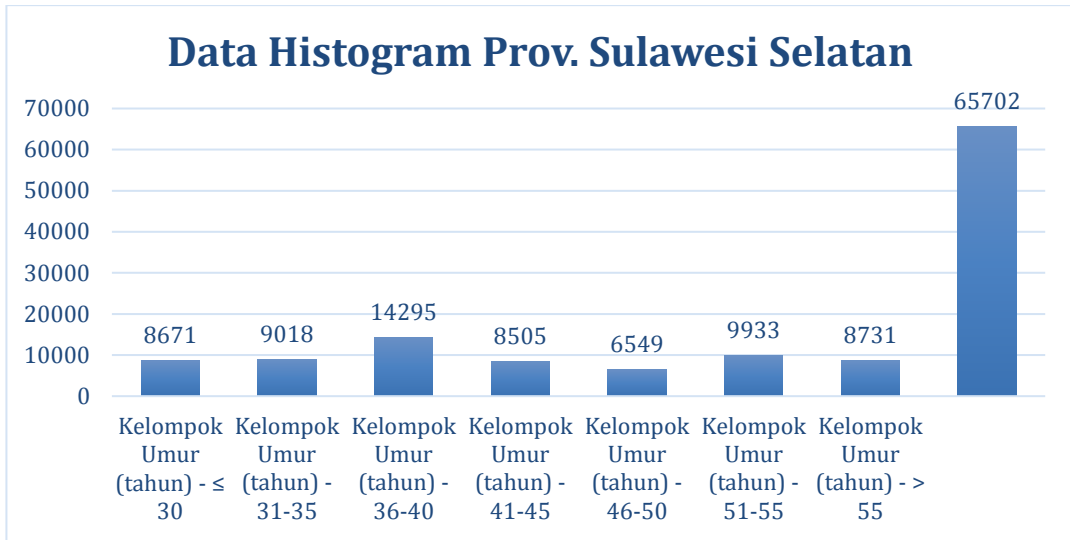 Data Histogram Prov. Sulawesi Selatan
70000
60000
50000
40000
30000
20000
10000
0
8671
9018
14295
8505
6549
9933
8731
65702
Kelompok
Umur
(tahun) - ≤
30
Kelompok
Umur
(tahun) -
31-35
Kelompok
Umur
(tahun) -
36-40
Kelompok
Umur
(tahun) -
41-45
Kelompok
Umur
(tahun) -
46-50
Kelompok
Umur
(tahun) -
51-55
Kelompok
Umur
(tahun) - >
55